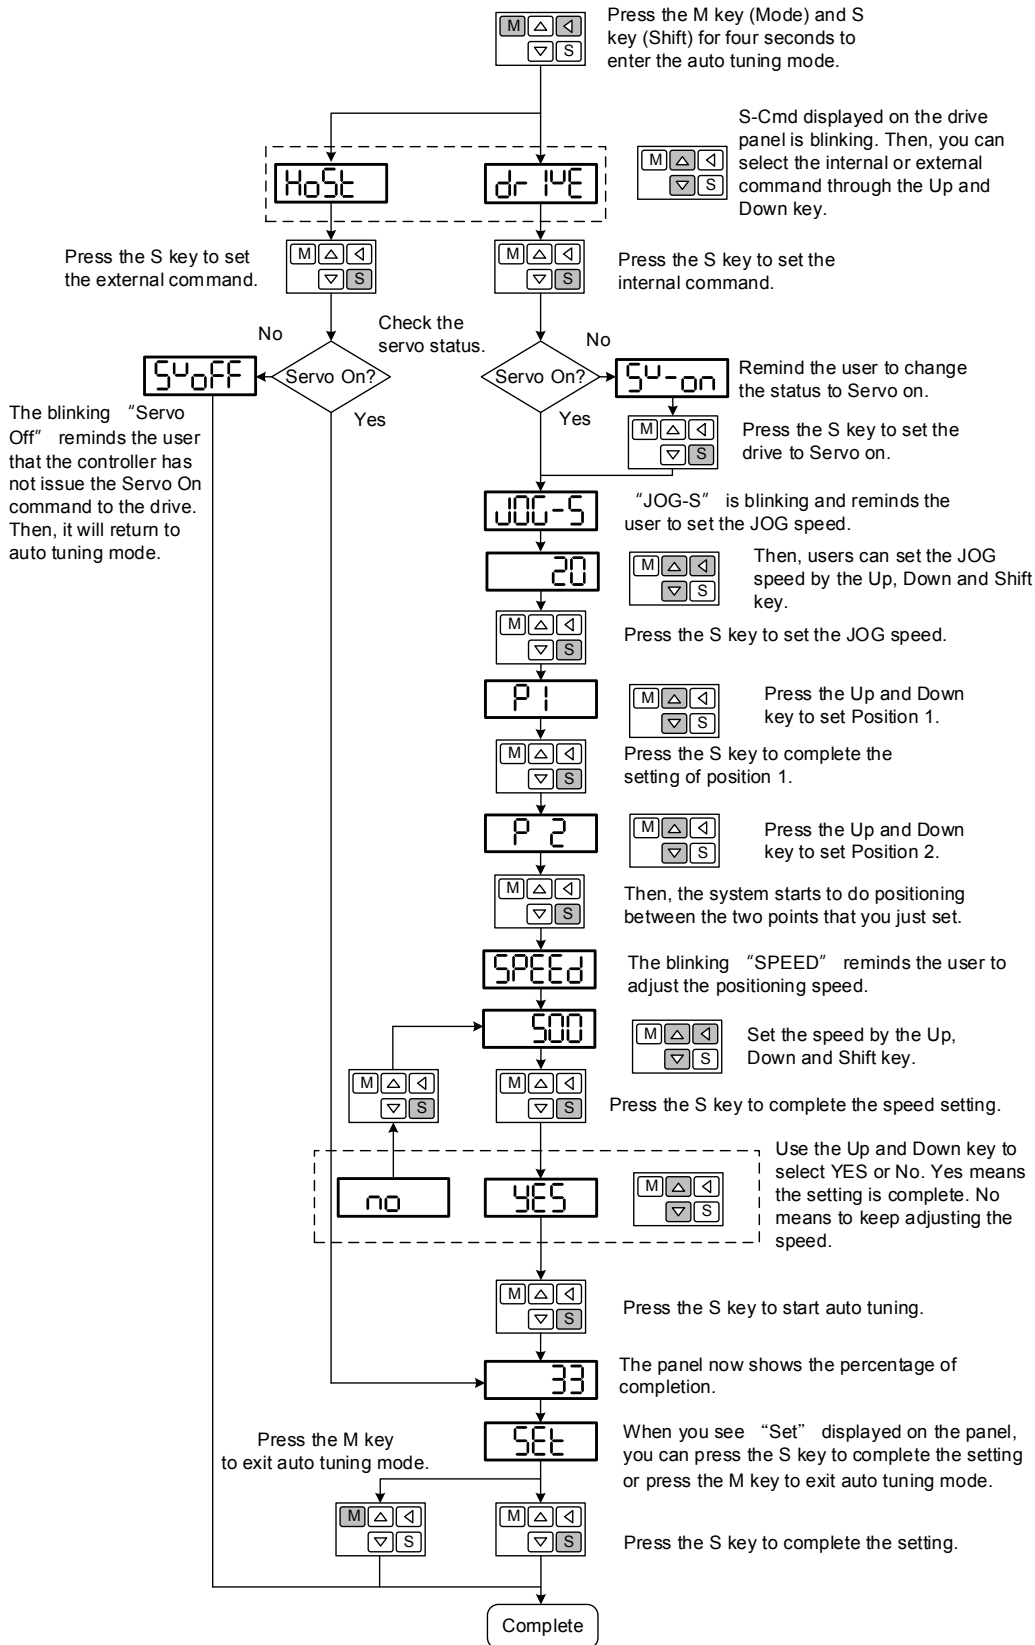 M
S
Press the M key (Mode) and S
key (Shift) for four seconds to
enter the auto tuning mode.
S-Cmd displayed on the drive
panel is blinking. Then, you can
select the internal or external
command through the Up and
Down key.
M
S
HoSt
drIvE
Press the S key to set
the external command.
M
S
M
S
Press the S key to set the
internal command.
No
Check the
servo status.
No
SvoFF
Servo On?
Servo On?
Sv-on
Remind the user to change
the status to Servo on.
Yes
Yes
The blinking “Servo
Off” reminds the user
that the controller has
not issue the Servo On
command to the drive.
Then, it will return to
auto tuning mode.
M
S
Press the S key to set the
drive to Servo on.
JOG-S
“JOG-S” is blinking and reminds the
user to set the JOG speed.
20
M
S
Then, users can set the JOG
speed by the Up, Down and Shift
key.
M
S
Press the S key to set the JOG speed.
P1
M
S
Press the Up and Down
key to set Position 1.
M
S
Press the S key to complete the
setting of position 1.
P 2
M
S
Press the Up and Down
key to set Position 2.
M
S
Then, the system starts to do positioning
between the two points that you just set.
SPEEd
The blinking “SPEED” reminds the user to
adjust the positioning speed.
500
M
S
Set the speed by the Up,
Down and Shift key.
M
S
M
S
Press the S key to complete the speed setting.
no
YES
M
S
Use the Up and Down key to
select YES or No. Yes means
the setting is complete. No
means to keep adjusting the
speed.
M
S
Press the S key to start auto tuning.
33
The panel now shows the percentage of
completion.
SEt
When you see “Set” displayed on the panel,
you can press the S key to complete the setting
or press the M key to exit auto tuning mode.
Press the M key
to exit auto tuning mode.
M
S
M
S
Press the S key to complete the setting.
Complete